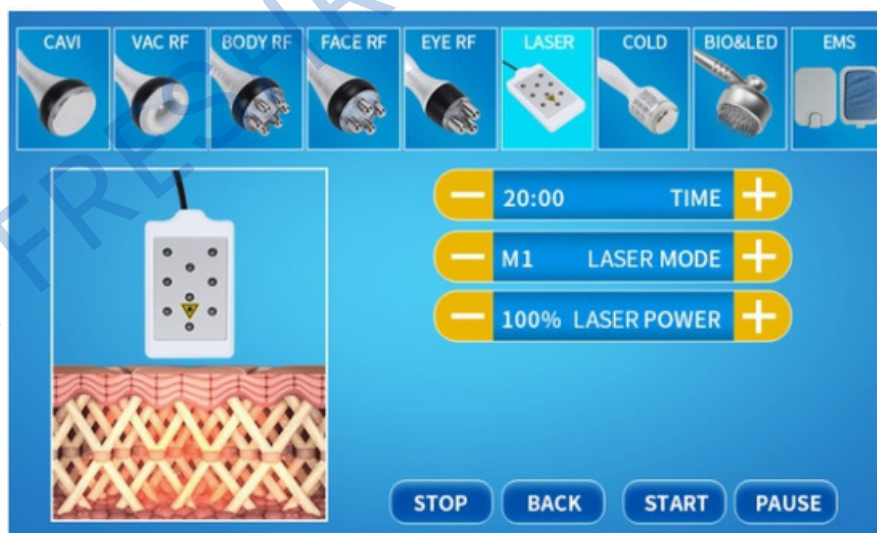 CAVI
VAC RF
BODY RF
FACE RF
EYE RF
LASER
COLD
BIO&LED
EMS
20:00 TIME
M1 LASER MODE
100% LASER POWER
STOP
BACK
START
PAUSE